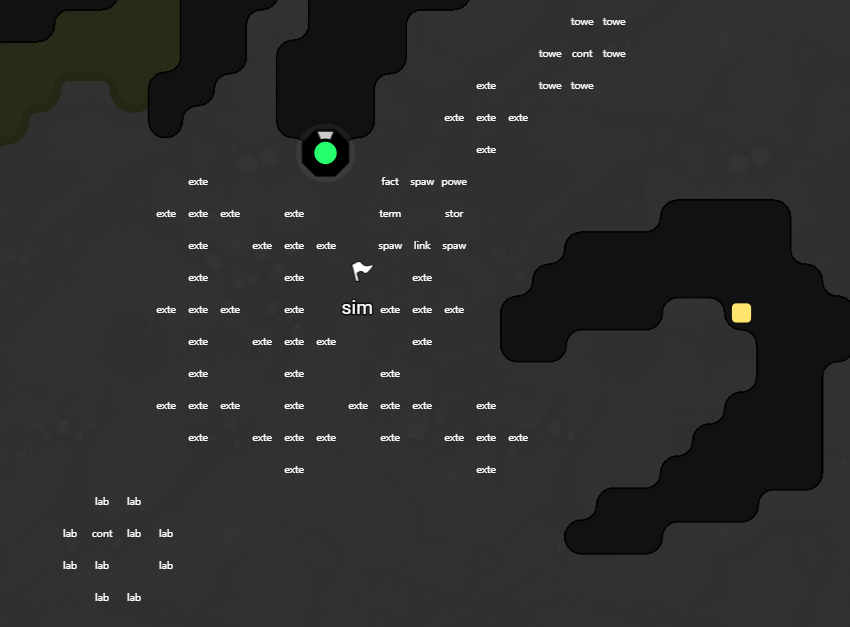 towe towe
towe cont towe
exte towe towe
exte exte exte
exte
exte fact spaw powe
exte exte exte exte term stor
exte exte exte exte spaw link spaw
exte exte exte
exte exte exte exte sim exte exte exte
exte exte exte exte exte
exte exte exte
exte exte exte exte exte exte exte exte
exte exte exte exte exte exte exte exte
exte exte
lab lab
lab cont lab lab
lab lab lab
lab lab